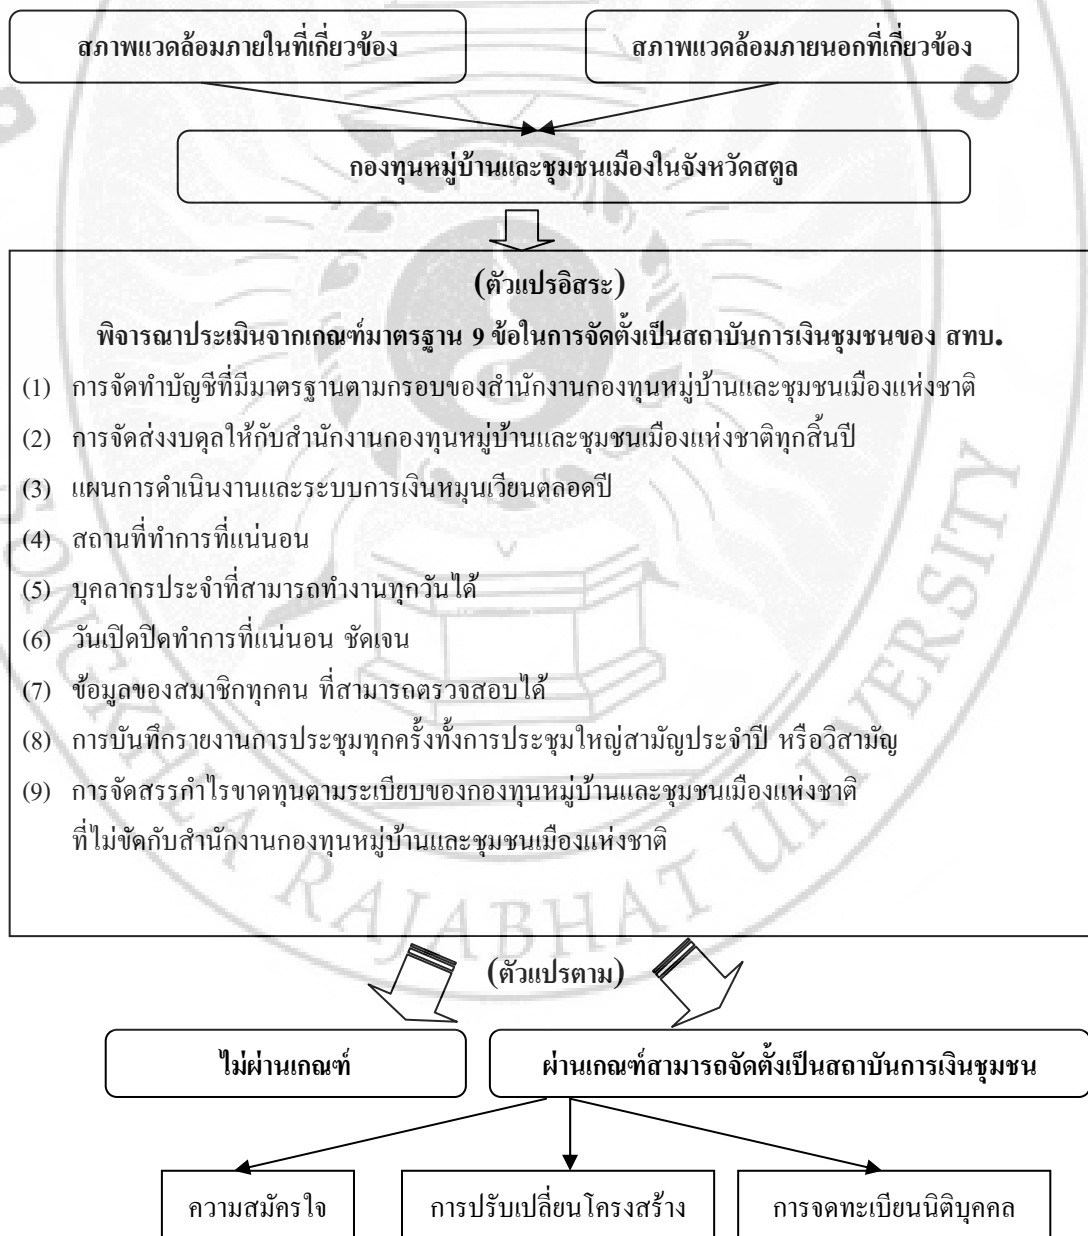 สภาพแวดล้อมภายในที่เกี่ยวข้อง
สภาพแวดล้อมภายนอกที่เกี่ยวข้อง
กองทุนหมู่บ้านและชุมชนเมืองในจังหวัดสตูล
(ตัวแปรอิสระ)
พิจารณาประเมินจากเกณฑ์มาตรฐาน 9 ข้อในการจัดตั้งเป็นสถาบันการเงินชุมชนของ สทบ.
(1) การจัดทำบัญชีที่มีมาตรฐานตามกรอบของสำนักงานกองทุนหมู่บ้านและชุมชนเมืองแห่งชาติ
(2) การจัดส่งงบดุลให้กับสำนักงานกองทุนหมู่บ้านและชุมชนเมืองแห่งชาติทุกสิ้นปี
(3) แผนการดำเนินงานและระบบการเงินหมุนเวียนตลอดปี
(4) สถานที่ทำการที่แน่นอน
(5) บุคลากรประจำที่สามารถทำงานทุกวันได้
(6) วันเปิดปิดทำการที่แน่นอน ชัดเจน
(7) ข้อมูลของสมาชิกทุกคน ที่สามารถตรวจสอบได้
(8) การบันทึกรายงานการประชุมทุกครั้งทั้งการประชุมใหญ่สามัญประจำปี หรือวิสามัญ
(9) การจัดสรรกำไรขาดทุนตามระเบียบของกองทุนหมู่บ้านและชุมชนเมืองแห่งชาติ
ที่ไม่ขัดกับสำนักงานกองทุนหมู่บ้านและชุมชนเมืองแห่งชาติ
SONGKHLA RAJABHAT UNIVERSITY
(ตัวแปรตาม)
ไม่ผ่านเกณฑ์
ผ่านเกณฑ์สามารถจัดตั้งเป็นสถาบันการเงินชุมชน
ความสมัครใจ
การปรับเปลี่ยนโครงสร้าง
การจดทะเบียนนิติบุคคล